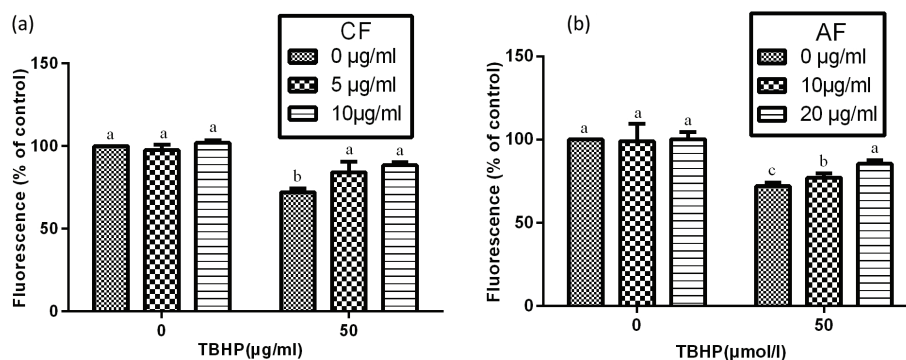 (a)
CF
0 µg/ml
5 µg/ml
10µg/ml
150
100
50
0
Fluorescence (% of control)
a
a
a
b
a
a
0
50
TBHP(µg/ml)
(b)
AF
0 µg/ml
10µg/ml
20 µg/ml
150
100
50
0
Fluorescence (% of control)
a
a
a
c
b
a
0
50
TBHP(µmol/l)